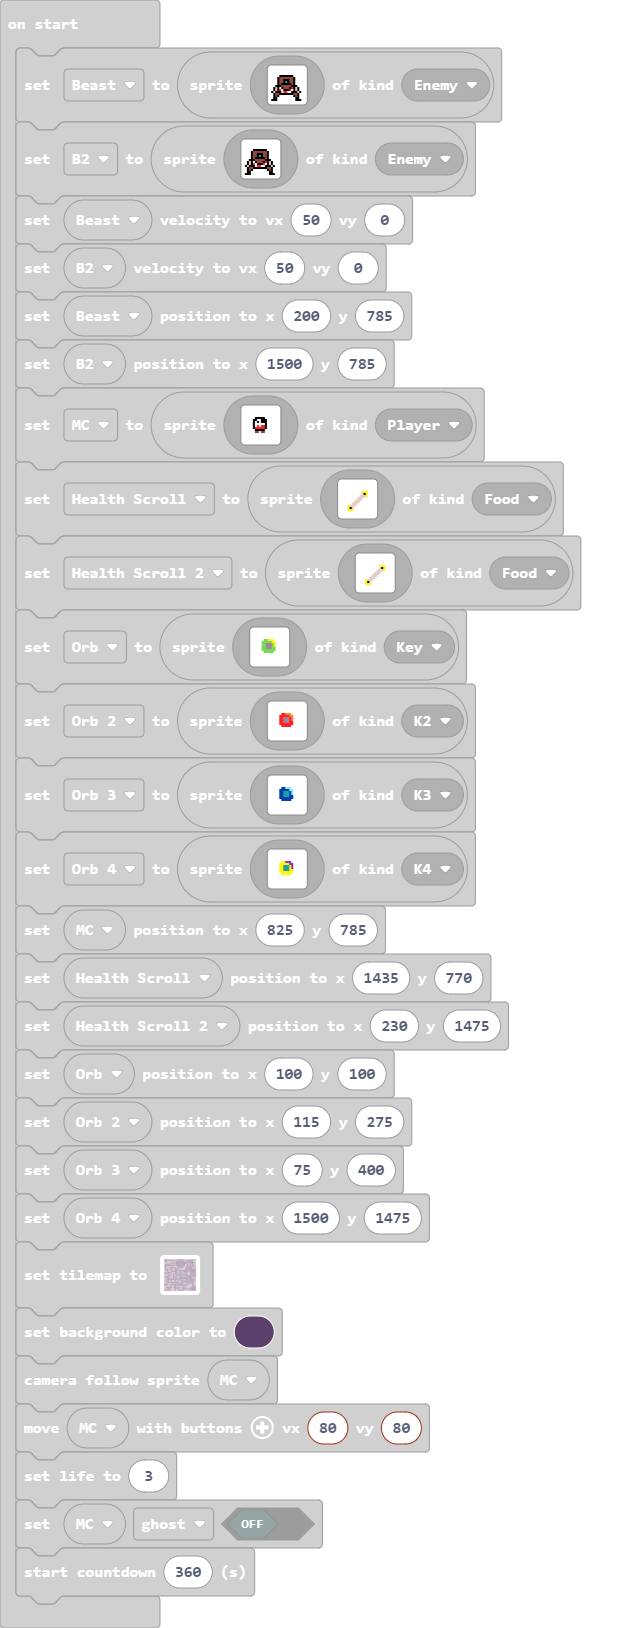 on start
set Beast to sprite of kind Enemy
set B2 to sprite of kind Enemy
set Beast velocity to vx 50 vy 0
set B2 velocity to vx 50 vy 0
set Beast position to x 200 y 785
set B2 position to x 1500 y 785
set MC to sprite of kind Player
set Health Scroll to sprite of kind Food
set Health Scroll 2 to sprite of kind Food
set Orb to sprite of kind Key
set Orb 2 to sprite of kind K2
set Orb 3 to sprite of kind K3
set Orb 4 to sprite of kind K4
set MC position to x 825 y 785
set Health Scroll position to x 1435 y 770
set Health Scroll 2 position to x 230 y 1475
set Orb position to x 100 y 100
set Orb 2 position to x 115 y 275
set Orb 3 position to x 75 y 400
set Orb 4 position to x 1500 y 1475
set tilemap to
set background color to
camera follow sprite MC
move MC with buttons vx 80 vy 80
set life to 3
set MC ghost OFF
start countdown 360 (s)